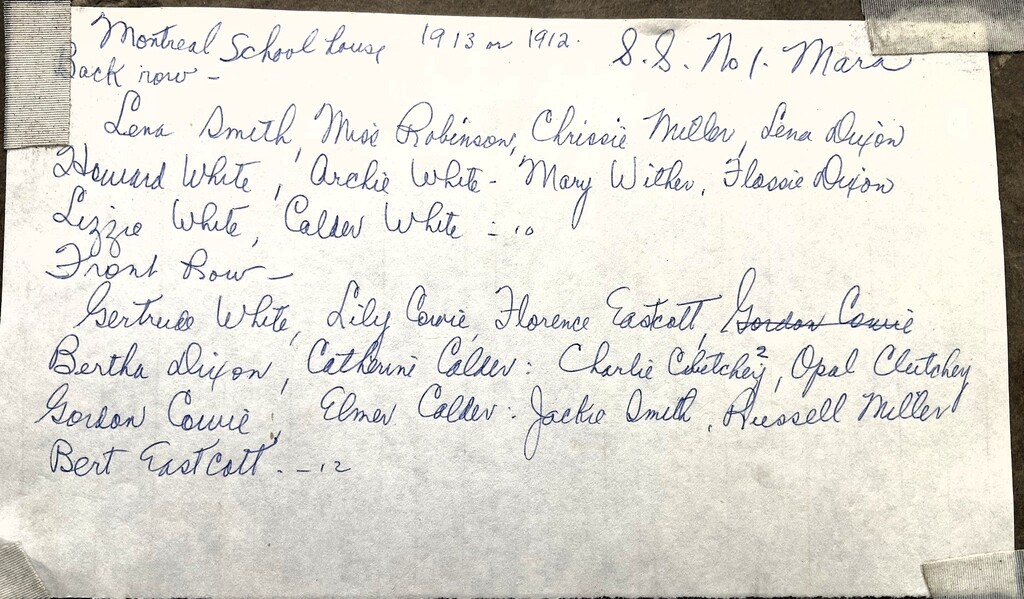 Montreal School house 1913 or 1912. S.S. No 1. Mara
Back row -
Lena Smith, Miss Robinson, Chrissie Miller, Lena Dixon
Howard White, Archie White - Mary Wither, Flossie Dixon
Lizzie White, Calder White - 10
Front Row -
Gertrude White, Lily Cowie, Florence Eastcott, Gordon Cowie
Bertha Dixon, Catherine Calder: Charlie Clutchey 2, Opal Clutchey
Gordon Cowie: Elmer Calder. Jackie Smith, Russell Miller
Bert Eastcott. - 12